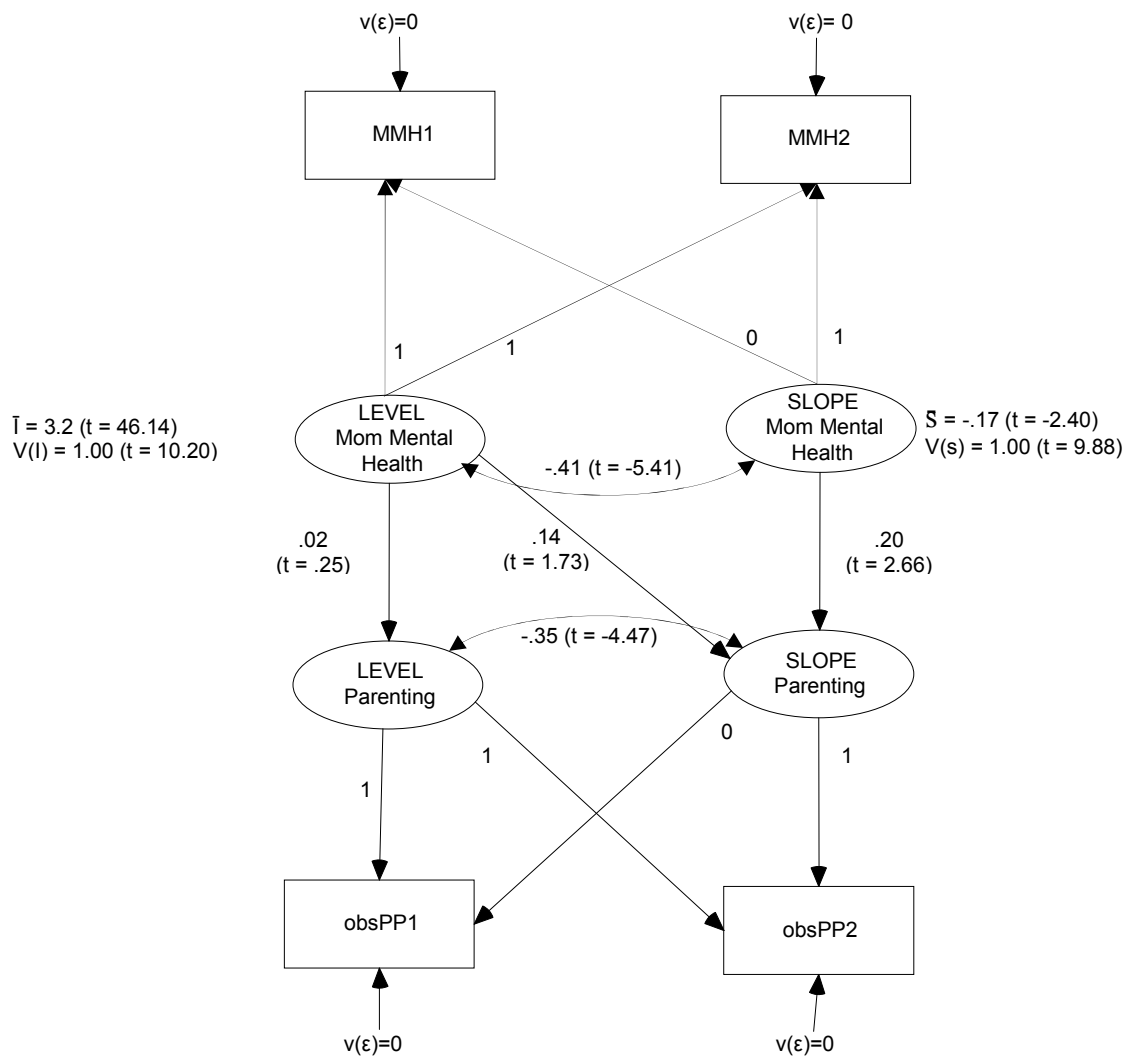 v(ε)=0
v(ε)= 0
MMH1
MMH2
1
1
0
1
LEVEL
Mom Mental
Health
SLOPE
Mom Mental
Health
Ī = 3.2 (t = 46.14)
V(I) = 1.00 (t = 10.20)
S̄ = -.17 (t = -2.40)
V(s) = 1.00 (t = 9.88)
-.41 (t = -5.41)
.02
(t = .25)
.14
(t = 1.73)
.20
(t = 2.66)
-.35 (t = -4.47)
LEVEL
Parenting
SLOPE
Parenting
1
1
0
1
obsPP1
obsPP2
v(ε)=0
v(ε)=0